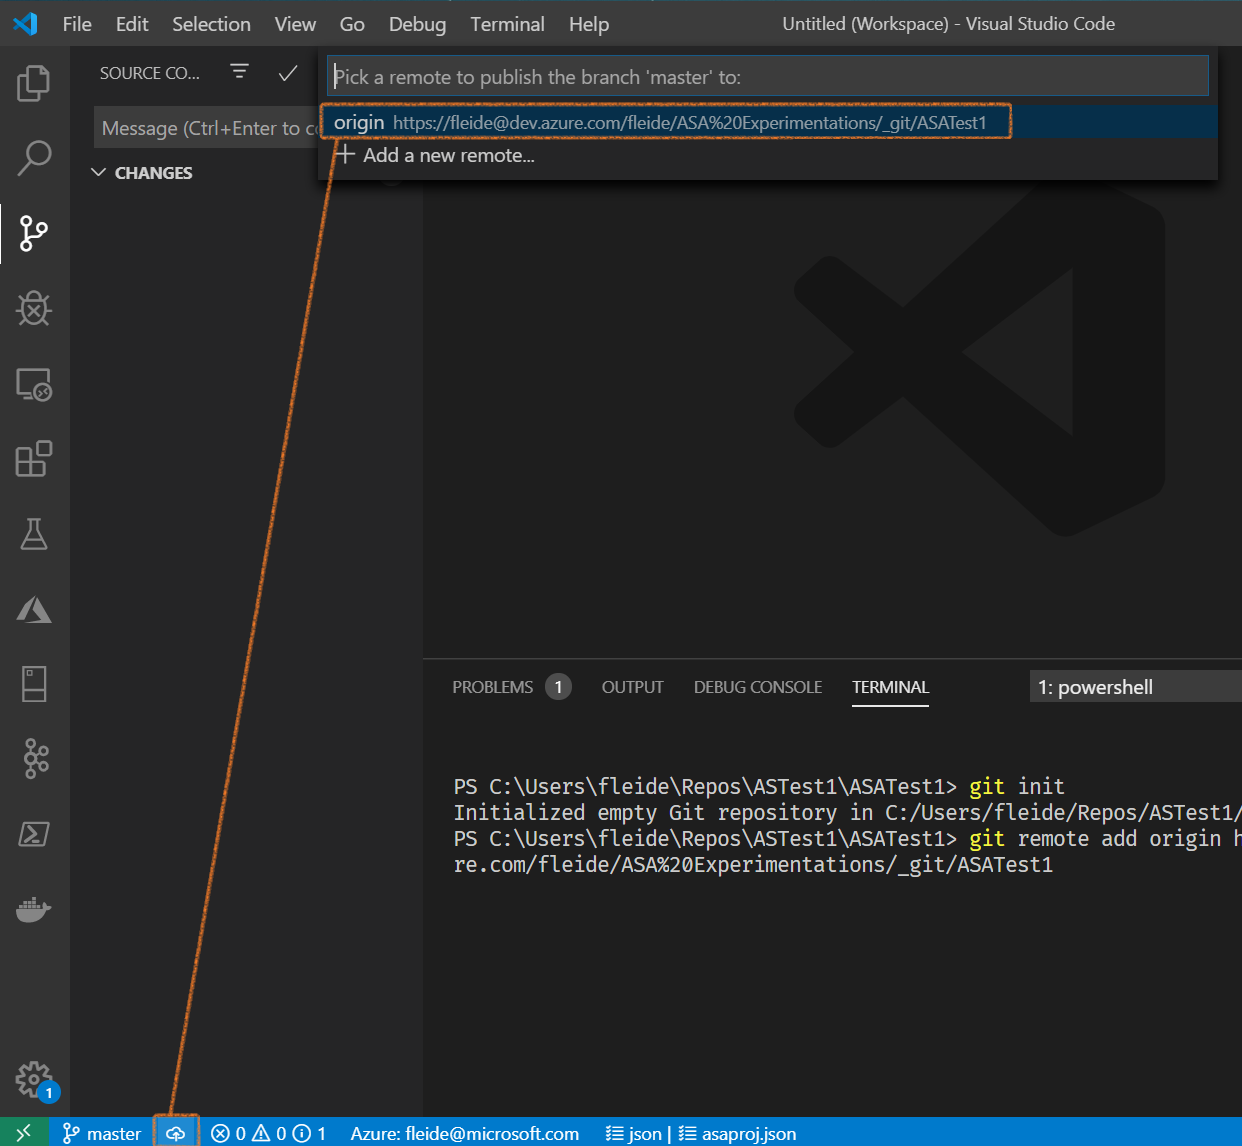 File Edit Selection View Go Debug Terminal Help Untitled (Workspace) - Visual Studio Code
SOURCE CO...
Pick a remote to publish the branch 'master' to:
Message (Ctrl+Enter to co
origin https://fleide@dev.azure.com/fleide/ASA%20Experimentations/_git/ASATest1
Add a new remote...
CHANGES
PROBLEMS 1 OUTPUT DEBUG CONSOLE TERMINAL 1: powershell
PS C:\Users\fleide\Repos\ASTest1\ASATest1> git init
Initialized empty Git repository in C:/Users/fleide/Repos/ASTest1/
PS C:\Users\fleide\Repos\ASTest1\ASATest1> git remote add origin h
re.com/fleide/ASA%20Experimentations/_git/ASATest1
1
master 0 0 1 Azure: fleide@microsoft.com json | asaproj.json